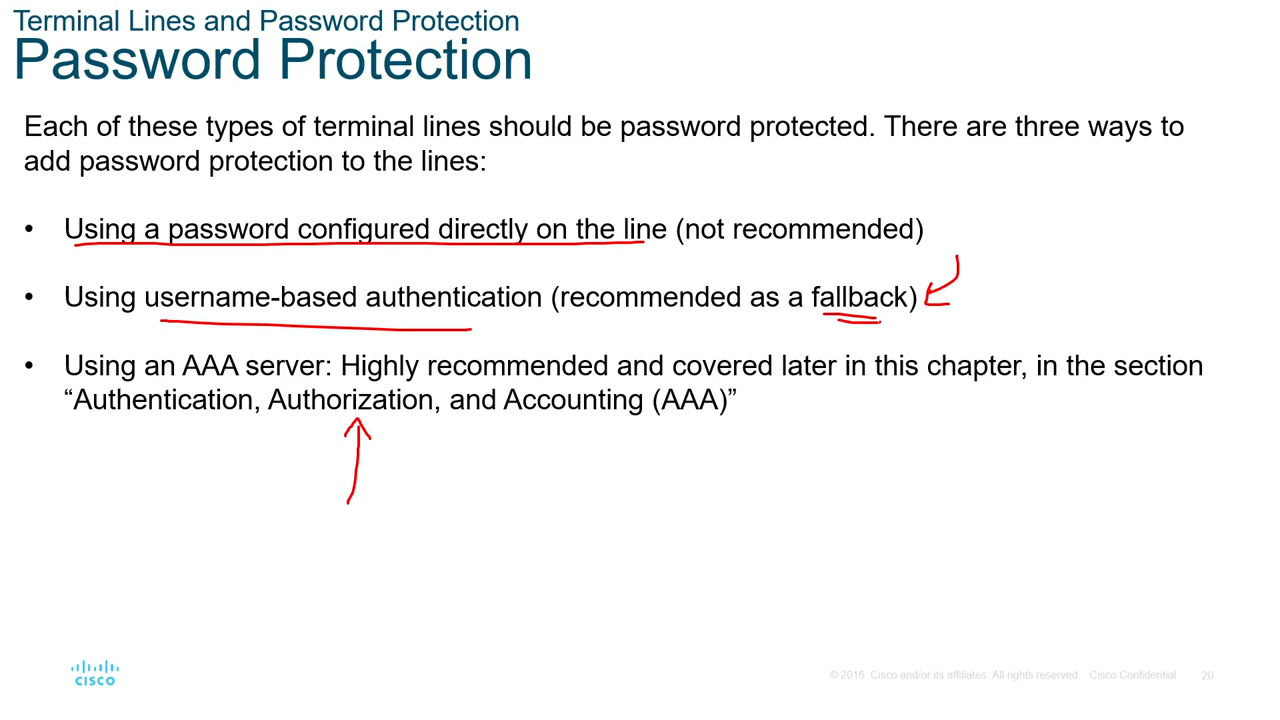 Terminal Lines and Password Protection
Password Protection
Each of these types of terminal lines should be password protected. There are three ways to
add password protection to the lines:
• Using a password configured directly on the line (not recommended)
• Using username-based authentication (recommended as a fallback)
• Using an AAA server: Highly recommended and covered later in this chapter, in the section
“Authentication, Authorization, and Accounting (AAA)”
CISCO
© 2016 Cisco and/or its affiliates. All rights reserved. Cisco Confidential 20